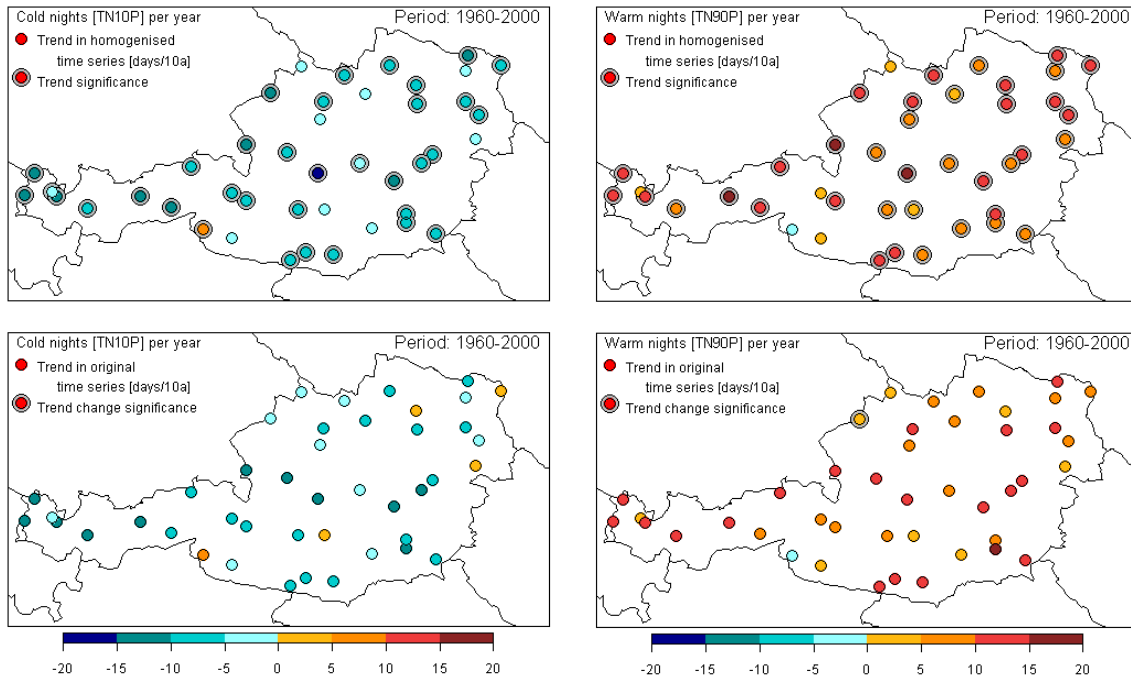 Cold nights [TN10P] per year
Period: 1960-2000
Trend in homogenised
time series [days/10a]
Trend significance
Warm nights [TN90P] per year
Period: 1960-2000
Trend in homogenised
time series [days/10a]
Trend significance
Cold nights [TN10P] per year
Period: 1960-2000
Trend in original
time series [days/10a]
Trend change significance
Warm nights [TN90P] per year
Period: 1960-2000
Trend in original
time series [days/10a]
Trend change significance
-20 -15 -10 -5 0 5 10 15 20
-20 -15 -10 -5 0 5 10 15 20